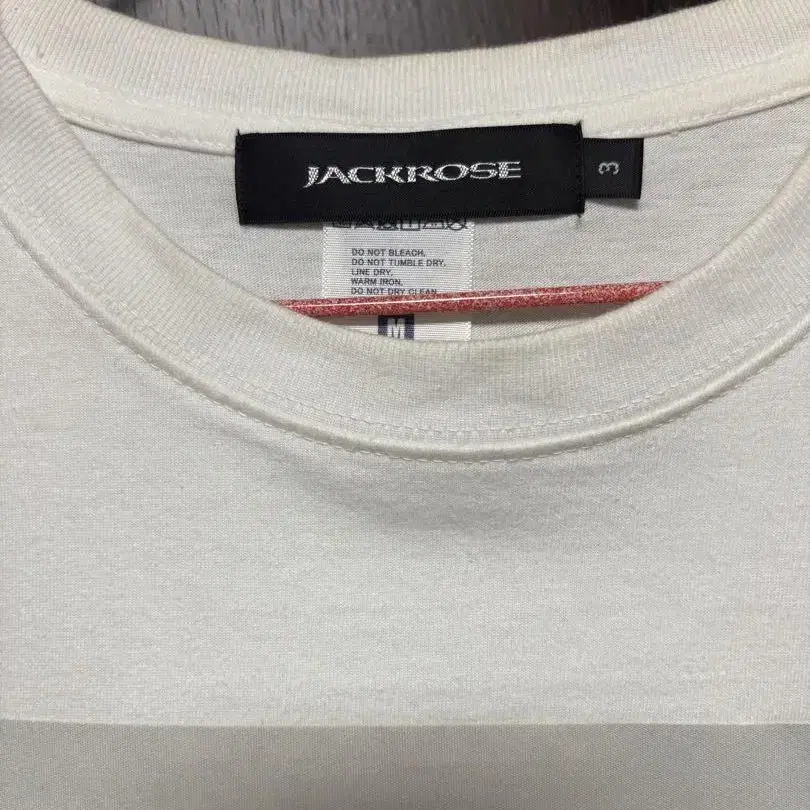 JACKROSE
3
DO NOT BLEACH.
DO NOT TUMBLE DRY.
LINE DRY.
WARM IRON.
DO NOT DRY CLEAN
M